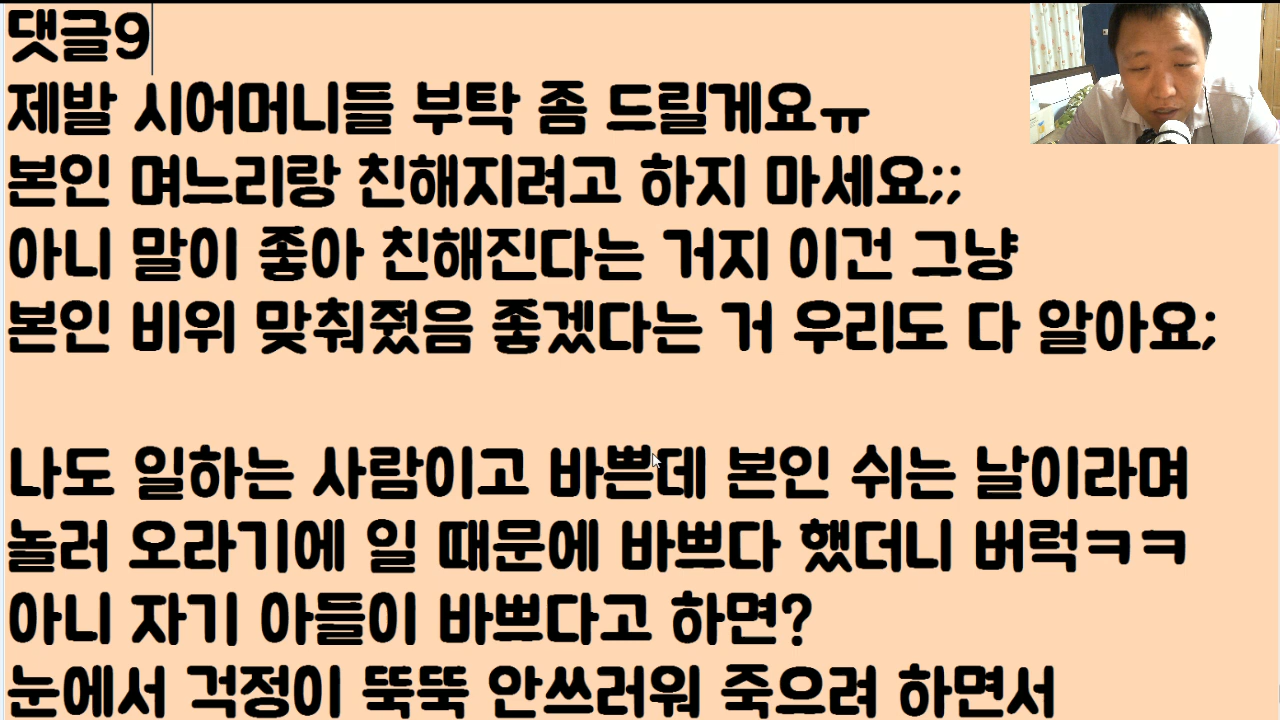 댓글9
제발 시어머니들 부탁 좀 드릴게요ㅠ
본인 며느리랑 친해지려고 하지 마세요;;
아니 말이 좋아 친해진다는 거지 이건 그냥
본인 비위 맞춰줬음 좋겠다는 거 우리도 다 알아요;
나도 일하는 사람이고 바쁜데 본인 쉬는 날이라며
놀러 오라기에 일 때문에 바쁘다 했더니 버럭ㅋㅋ
아니 자기 아들이 바쁘다고 하면?
눈에서 걱정이 뚝뚝 안쓰러워 죽으려 하면서